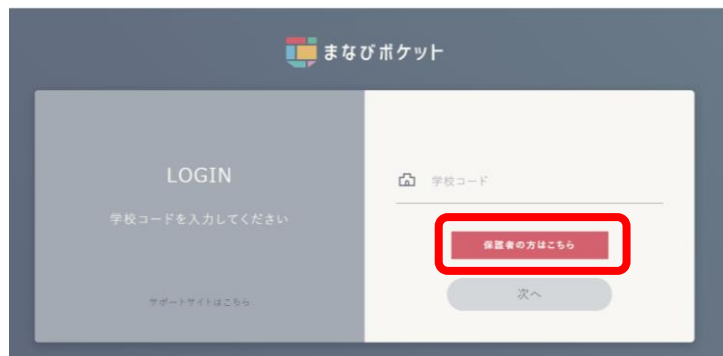 まなびポケット
LOGIN
学校コードを入力してください
サポートサイトはこちら
学校コード
保護者の方はこちら
次へ